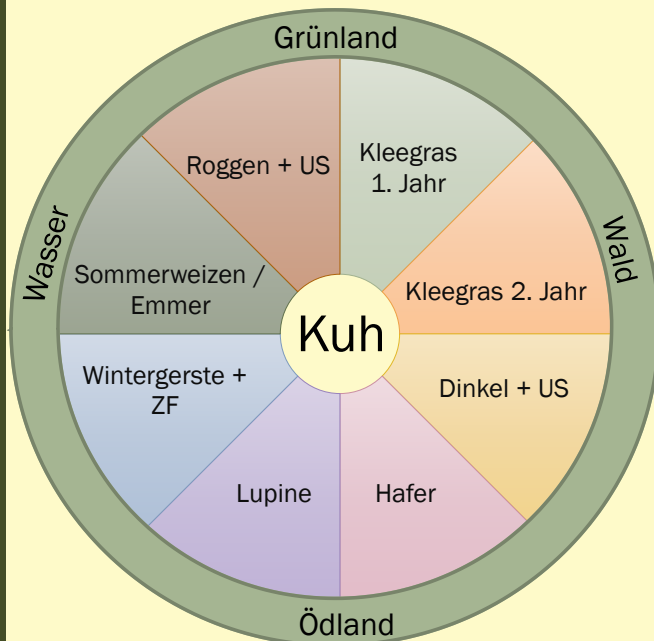 Grünland
Roggen + US
Kleegras
1. Jahr
Wasser
Wald
Sommerweizen /
Emmer
Kleegras 2. Jahr
Kuh
Wintergerste +
ZF
Dinkel + US
Lupine
Hafer
Ödland